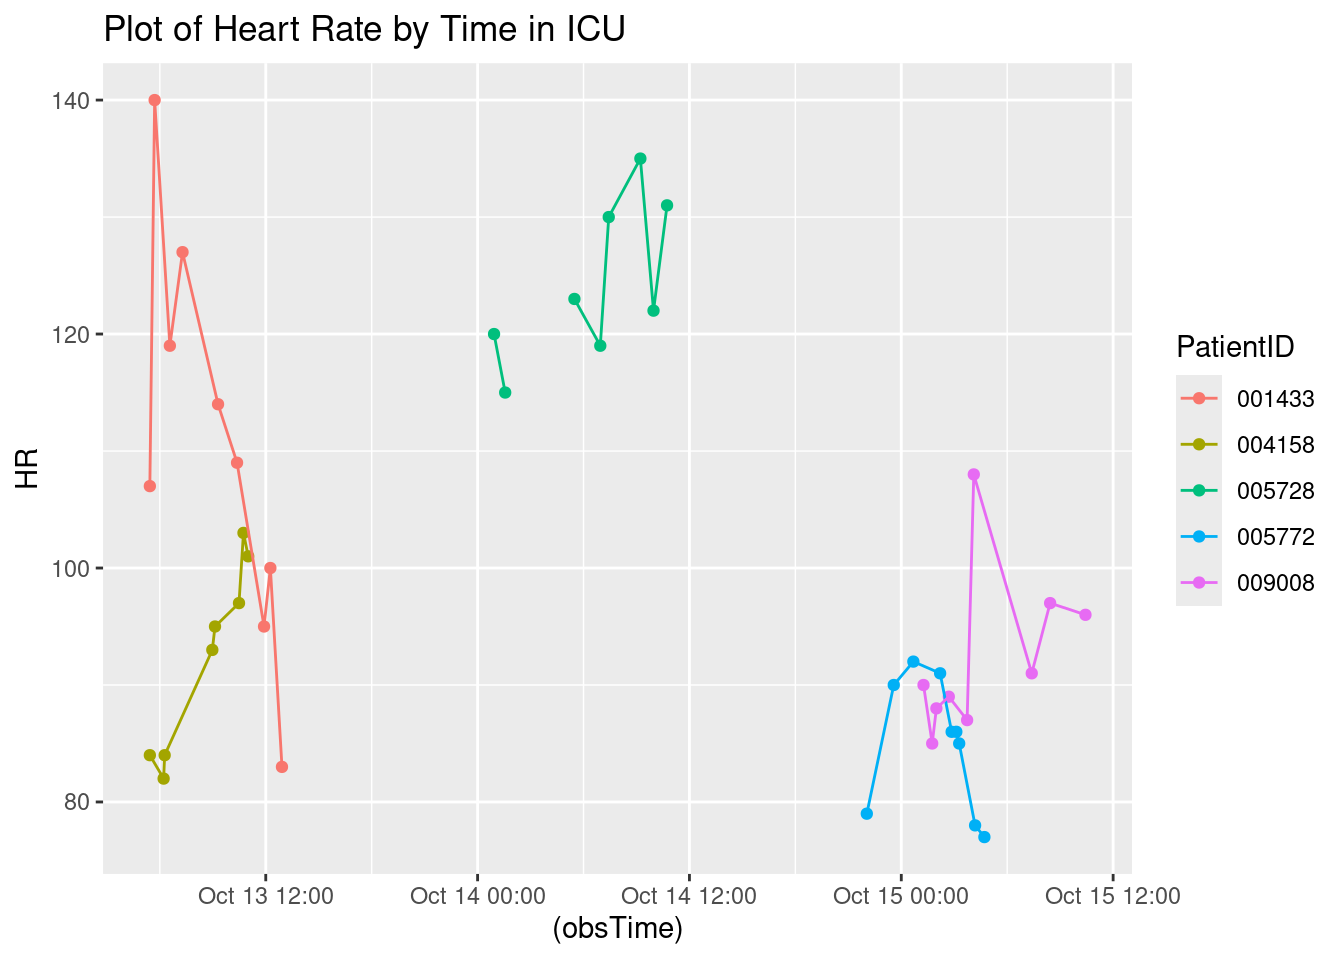 Plot of Heart Rate by Time in ICU
140
120
100
80
HR
Oct 13 12:00
Oct 14 00:00
Oct 14 12:00
Oct 15 00:00
Oct 15 12:00
(obsTime)
PatientID
001433
004158
005728
005772
009008